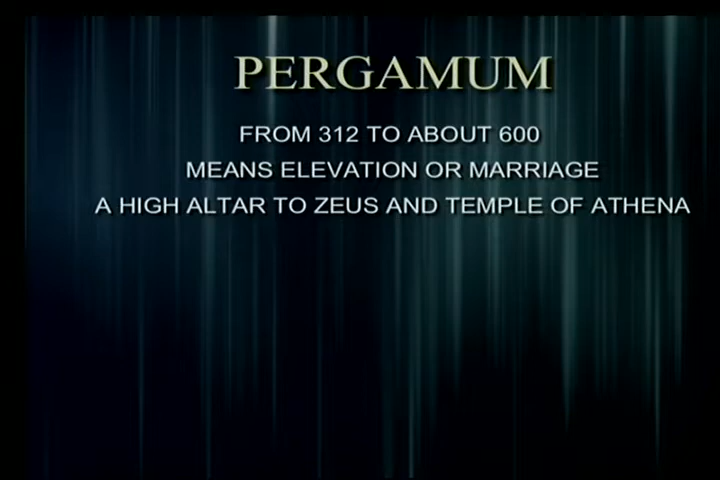 PERGAMUM
FROM 312 TO ABOUT 600
MEANS ELEVATION OR MARRIAGE
A HIGH ALTAR TO ZEUS AND TEMPLE OF ATHENA